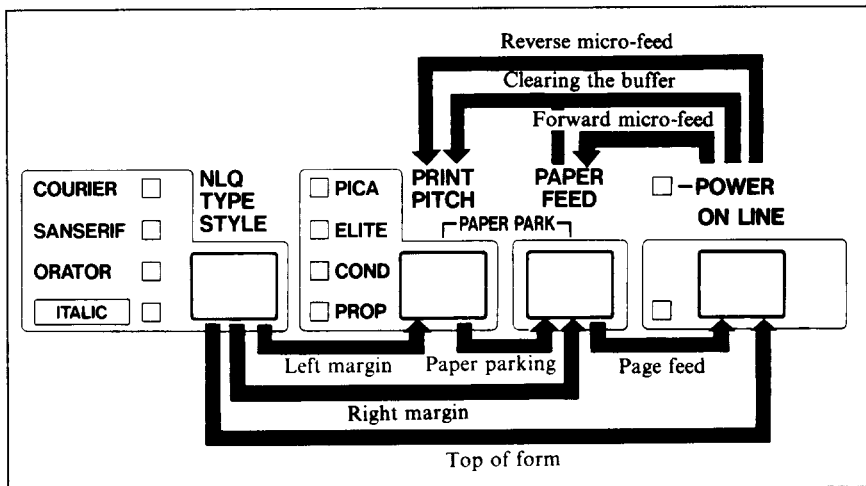 Reverse micro-feed
Clearing the buffer
Forward micro-feed
COURIER
SANSERIF
ORATOR
ITALIC
NLQ
TYPE
STYLE
PICA
ELITE
COND
PROP
PRINT
PITCH
PAPER
FEED
PAPER PARK
POWER
ON LINE
Left margin
Paper parking
Page feed
Right margin
Top of form